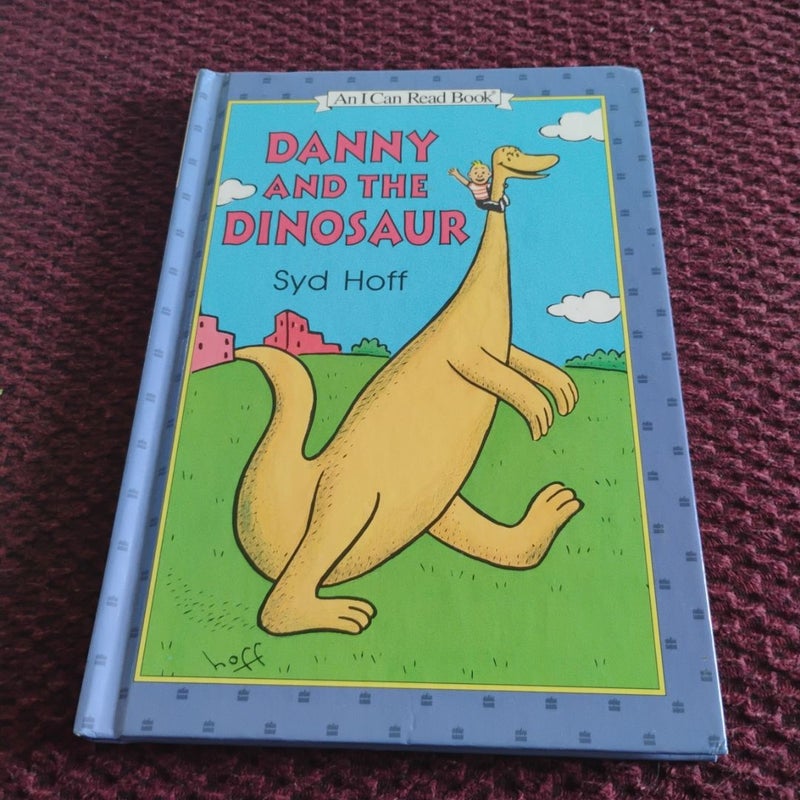 An I Can Read Book®
DANNY
AND THE
DINOSAUR
Syd Hoff
hoff